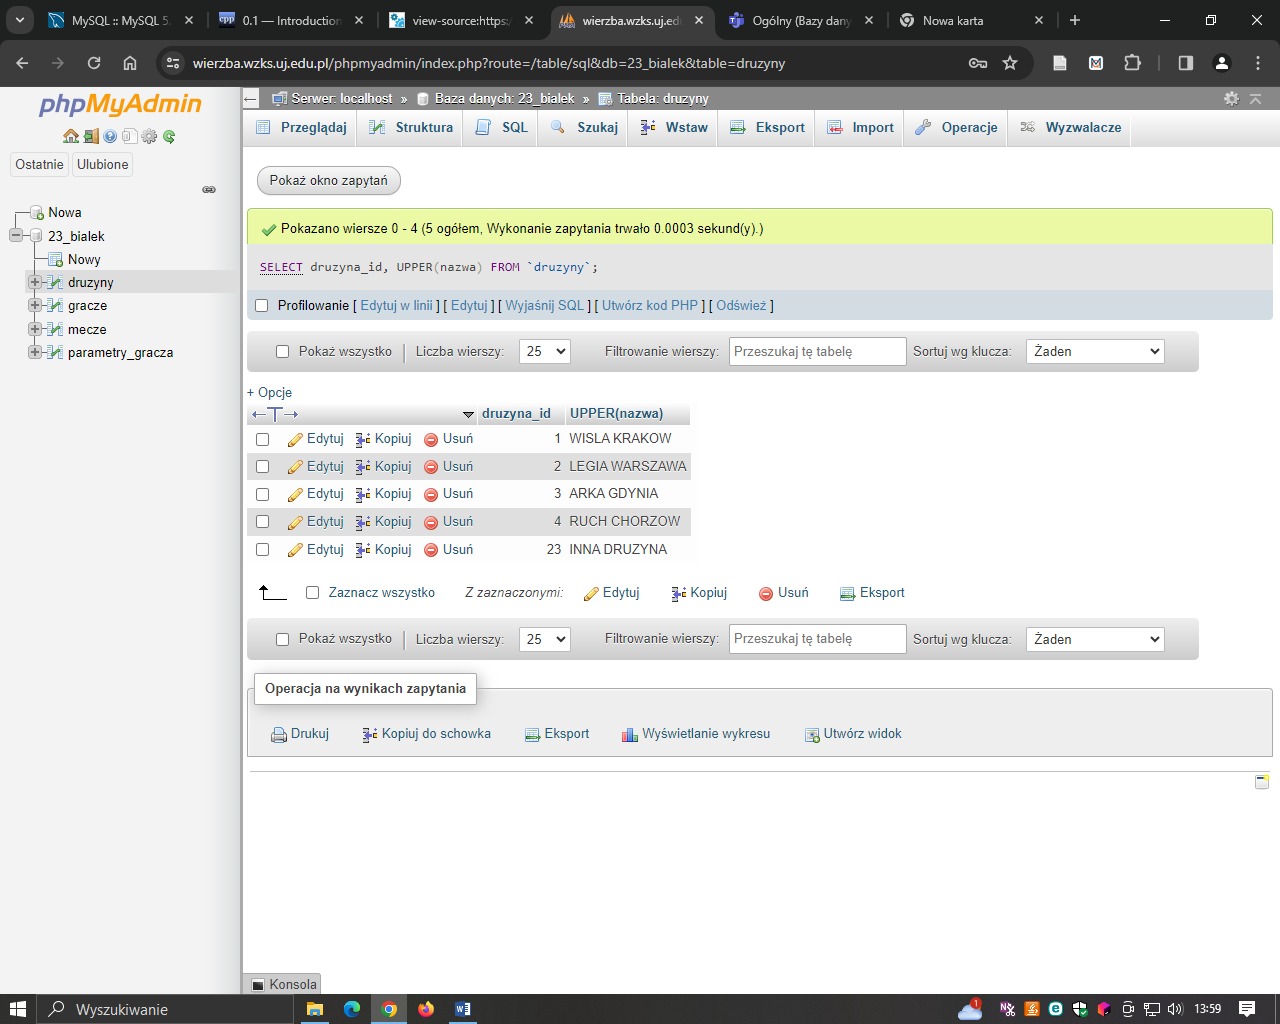 MySQL :: MySQL 5.
0.1 — Introduction
view-source:https:/
wierzba.wzks.uj.ed
Ogólny (Bazy dany
Nowa karta
wierzba.wzks.uj.edu.pl/phpmyadmin/index.php?route=/table/sql&db=23_bialek&table=druzyny
phpMyAdmin
Ostatnie
Ulubione
Nowa
23_bialek
Nowy
druzyny
gracze
mecze
parametry_gracza
Serwer: localhost » Baza danych: 23_bialek » Tabela: druzyny
Przeglądaj Struktura SQL Szukaj Wstaw Eksport Import Operacje Wyzwalacze
Pokaż okno zapytań
Pokazano wiersze 0 - 4 (5 ogółem, Wykonanie zapytania trwało 0.0003 sekund(y).)
SELECT druzyna_id, UPPER(nazwa) FROM `druzyny`;
Profilowanie [ Edytuj w linii ] [ Edytuj ] [ Wyjaśnij SQL ] [ Utwórz kod PHP ] [ Odśwież ]
Pokaż wszystko Liczba wierszy: 25 Filtrowanie wierszy: Przeszukaj tę tabelę Sortuj wg klucza: Żaden
+ Opcje
←T→ druzyna_id UPPER(nazwa)
Edytuj Kopiuj Usuń 1 WISLA KRAKOW
Edytuj Kopiuj Usuń 2 LEGIA WARSZAWA
Edytuj Kopiuj Usuń 3 ARKA GDYNIA
Edytuj Kopiuj Usuń 4 RUCH CHORZOW
Edytuj Kopiuj Usuń 23 INNA DRUZYNA
Zaznacz wszystko Z zaznaczonymi: Edytuj Kopiuj Usuń Eksport
Pokaż wszystko Liczba wierszy: 25 Filtrowanie wierszy: Przeszukaj tę tabelę Sortuj wg klucza: Żaden
Operacja na wynikach zapytania
Drukuj Kopiuj do schowka Eksport Wyświetlanie wykresu Utwórz widok
Konsola
Wyszukiwanie
1
13:59